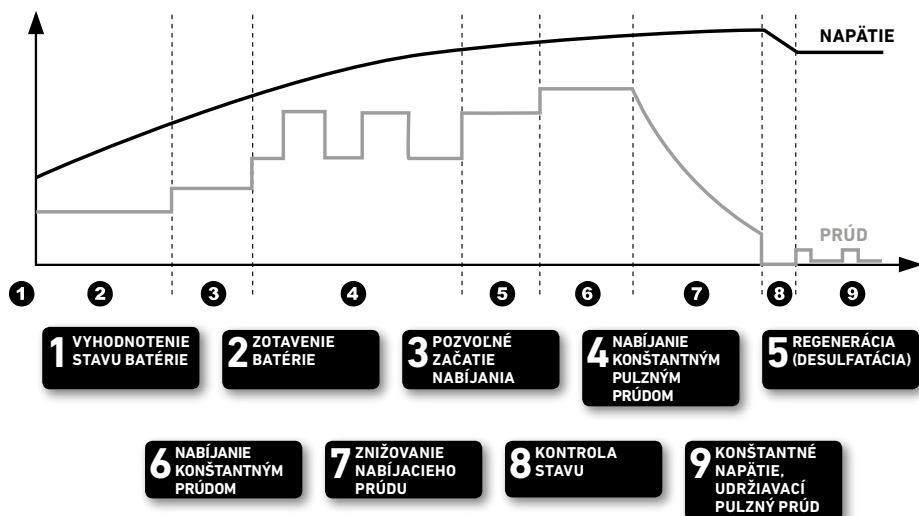 NAPÄTIE
PRÚD
1 2 3 4 5 6 7 8 9
1 VYHODNOTENIE
STAVU BATÉRIE
2 ZOTAVENIE
BATÉRIE
3 POZVOĽNÉ
ZAČATIE
NABÍJANIA
4 NABÍJANIE
KONŠTANTNÝM
PULZNÝM
PRÚDOM
5 REGENERÁCIA
(DESULFATÁCIA)
6 NABÍJANIE
KONŠTANTNÝM
PRÚDOM
7 ZNIŽOVANIE
NABÍJACIEHO
PRÚDU
8 KONTROLA
STAVU
9 KONŠTANTNÉ
NAPÄTIE,
UDRŽIAVACÍ
PULZNÝ PRÚD